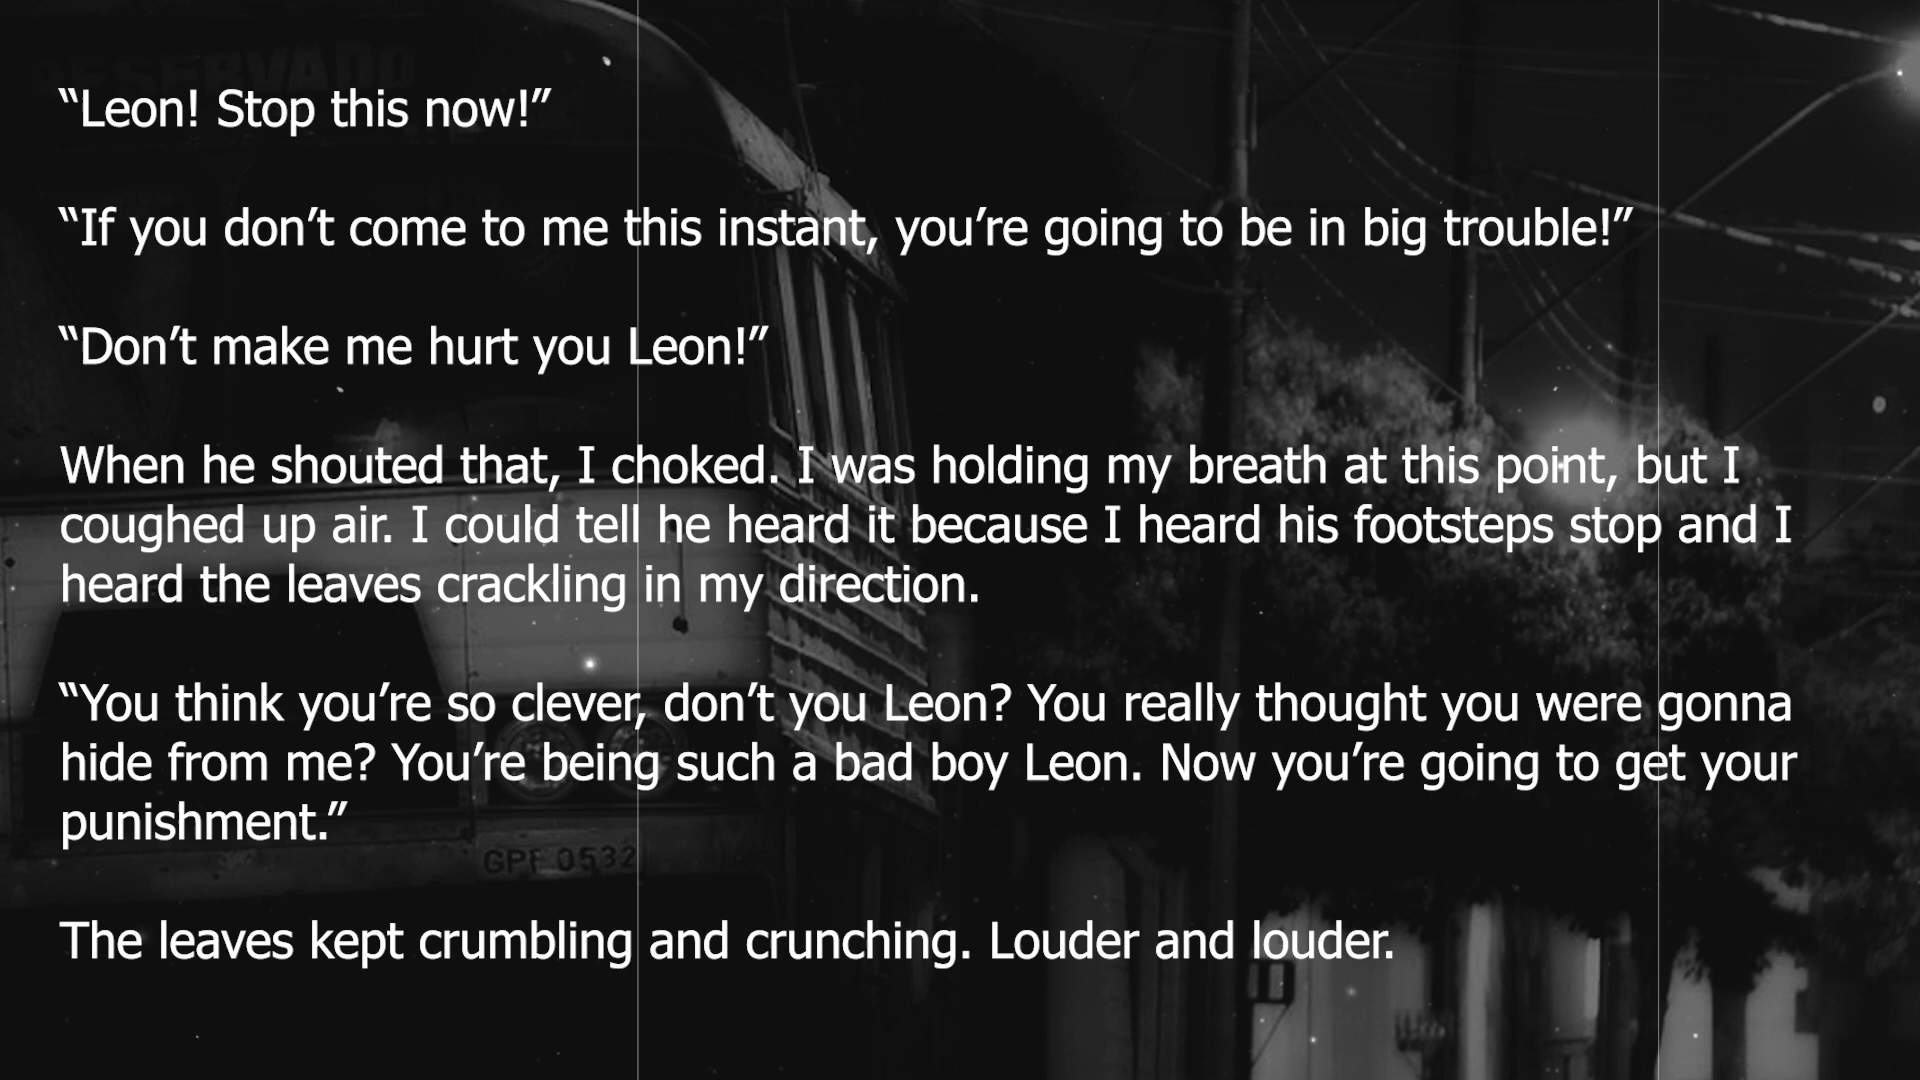 RESERVADO
“Leon! Stop this now!”
“If you don’t come to me this instant, you’re going to be in big trouble!”
“Don’t make me hurt you Leon!”
When he shouted that, I choked. I was holding my breath at this point, but I
coughed up air. I could tell he heard it because I heard his footsteps stop and I
heard the leaves crackling in my direction.
“You think you’re so clever, don’t you Leon? You really thought you were gonna
hide from me? You’re being such a bad boy Leon. Now you’re going to get your
punishment.”
GPF 0532
The leaves kept crumbling and crunching. Louder and louder.